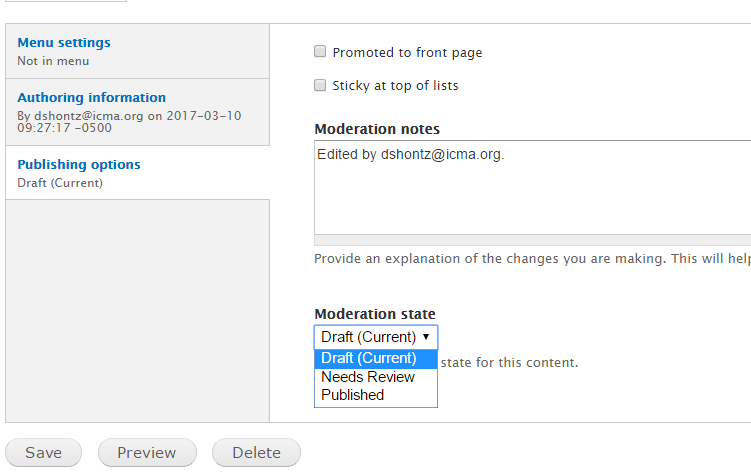 Menu settings
Not in menu
Authoring information
By dshontz@icma.org on 2017-03-10
09:27:17 -0500
Publishing options
Draft (Current)
Promoted to front page
Sticky at top of lists
Moderation notes
Edited by dshontz@icma.org.
Provide an explanation of the changes you are making. This will help
Moderation state
Draft (Current)
Draft (Current)
state for this content.
Needs Review
Published
Save
Preview
Delete